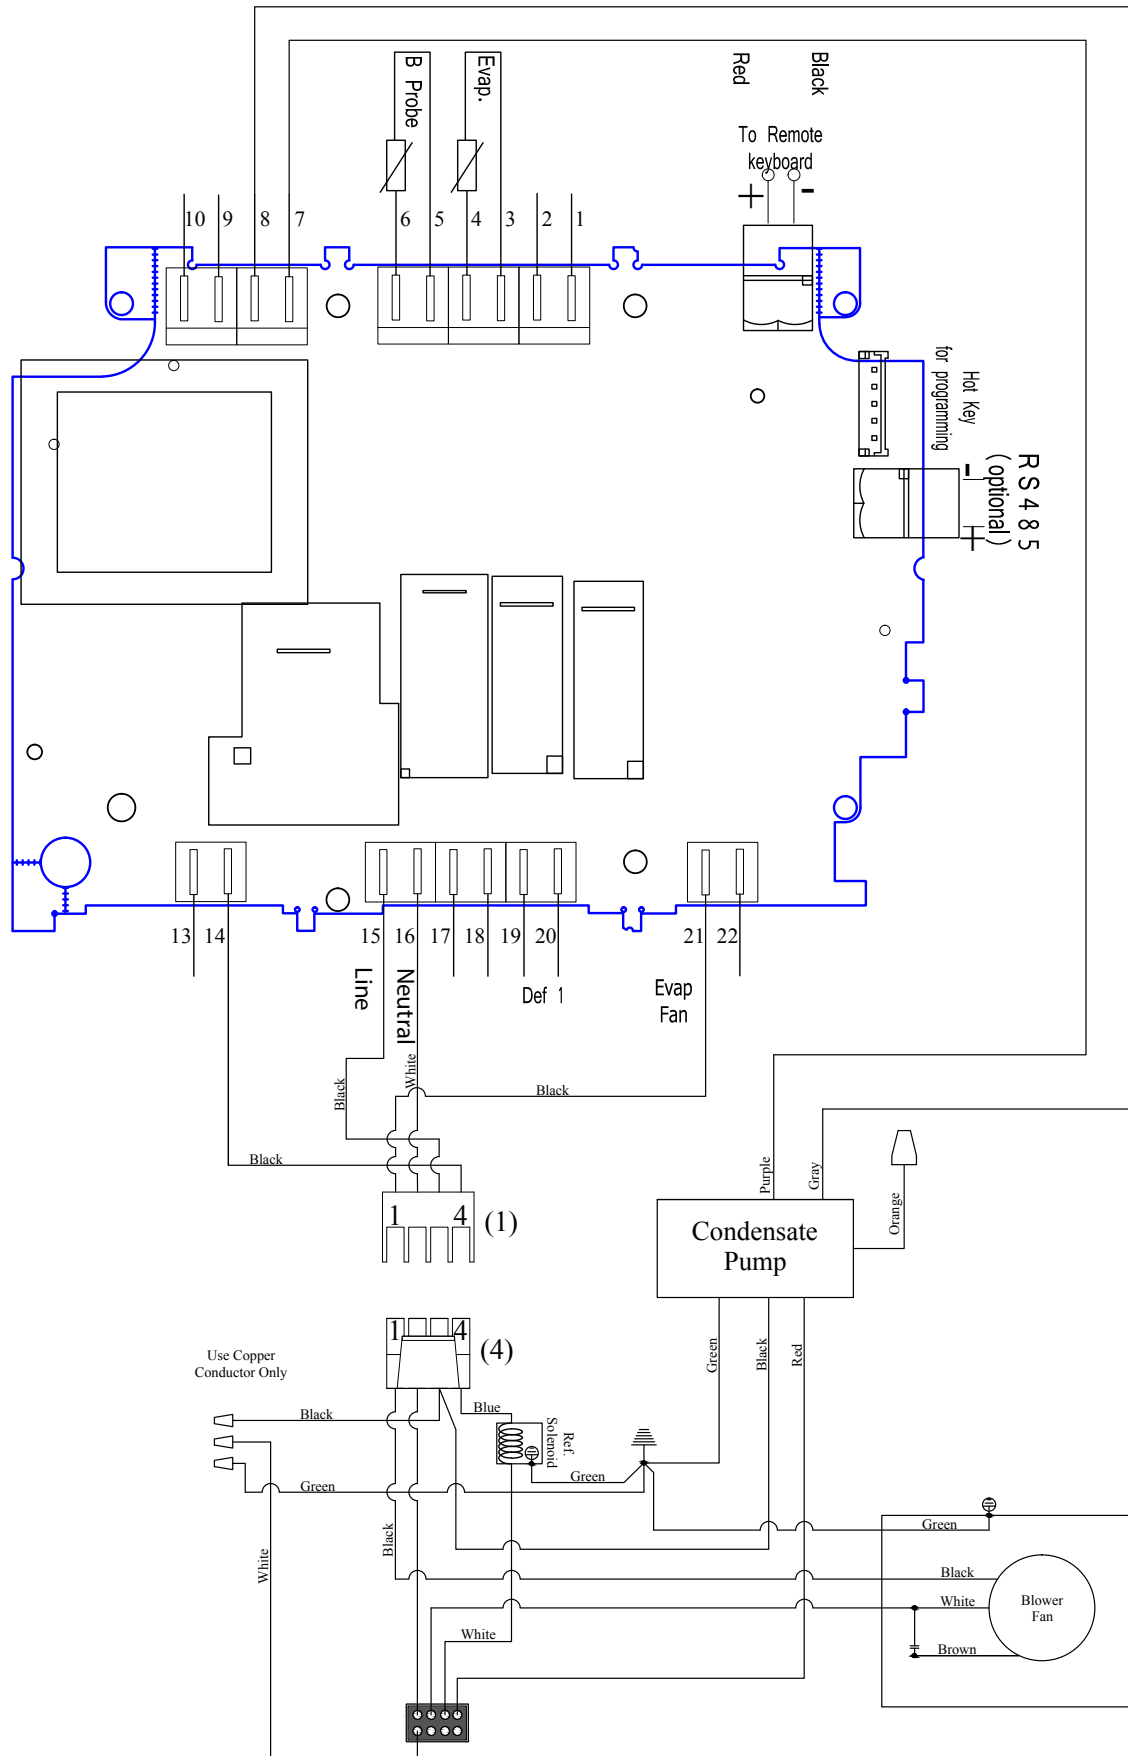 Black
Red
Evap.
B Probe
To Remote
keyboard
+
-
10
9
8
7
6
5
4
3
2
1
Hot Key
for programming
RS485
(optional)
-
+
13
14
15
16
17
18
19
20
21
22
Line
Neutral
Def 1
Evap
Fan
White
Black
Black
Black
Purple
Gray
Orange
1
4
(1)
Condensate
Pump
1
4
(4)
Green
Black
Red
Use Copper
Conductor Only
Black
Blue
Ref.
Solenoid
Green
Green
Green
Black
White
Black
White
Blower
Fan
White
Brown